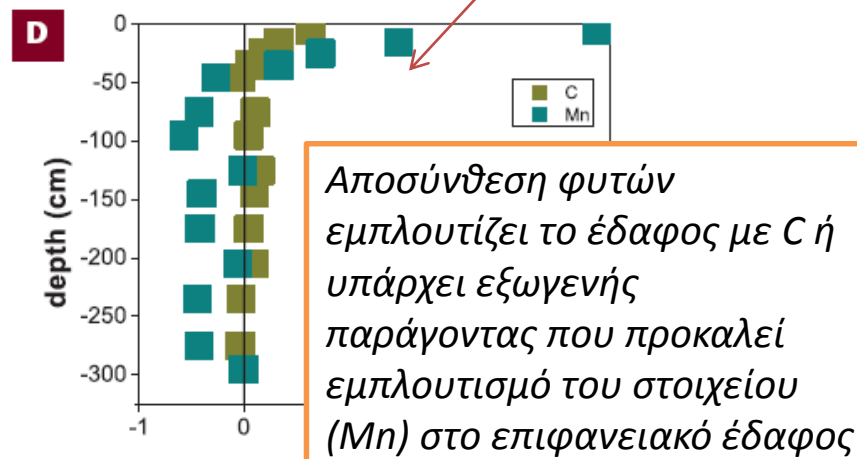 D
0
-50
-100
-150
-200
-250
-300
depth (cm)
C
Mn
-1
0
Αποσύνθεση φυτών
εμπλουτίζει το έδαφος με C ή
υπάρχει εξωγενής
παράγοντας που προκαλεί
εμπλουτισμό του στοιχείου
(Mn) στο επιφανειακό έδαφος